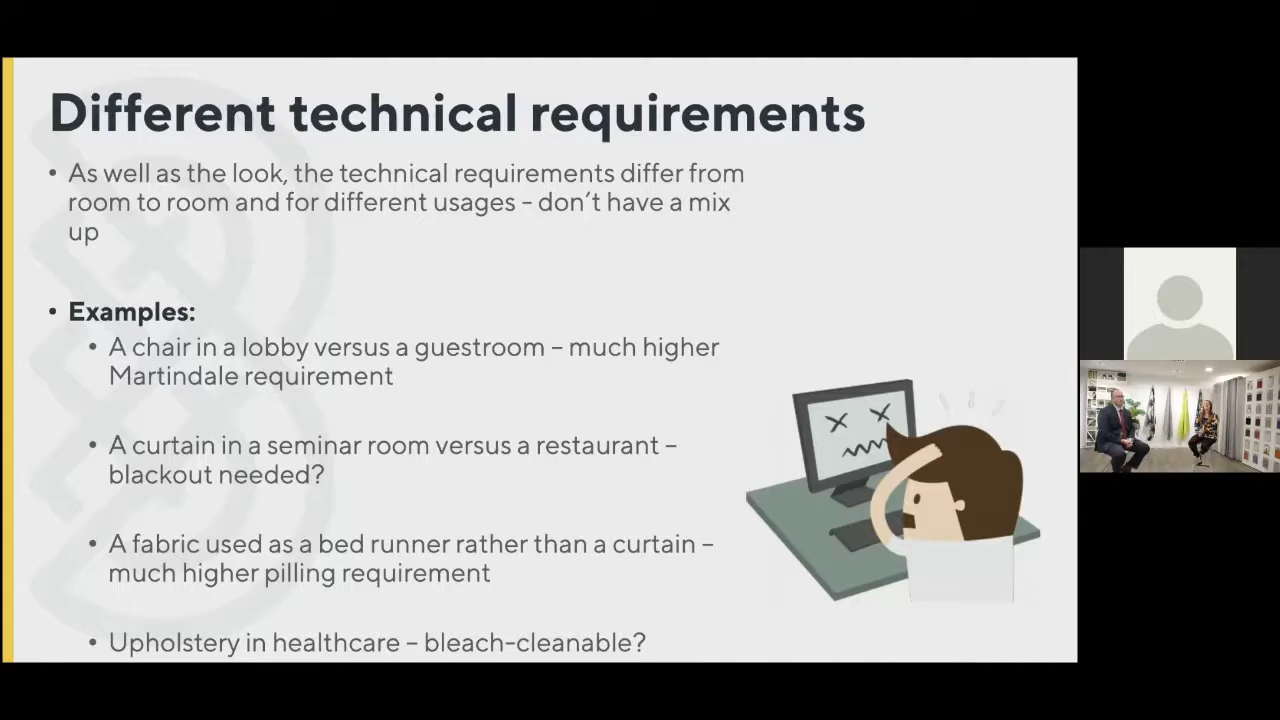 Different technical requirements
• As well as the look, the technical requirements differ from
room to room and for different usages – don't have a mix
up
• Examples:
• A chair in a lobby versus a guestroom – much higher
Martindale requirement
• A curtain in a seminar room versus a restaurant –
blackout needed?
• A fabric used as a bed runner rather than a curtain –
much higher pilling requirement
• Upholstery in healthcare – bleach-cleanable?